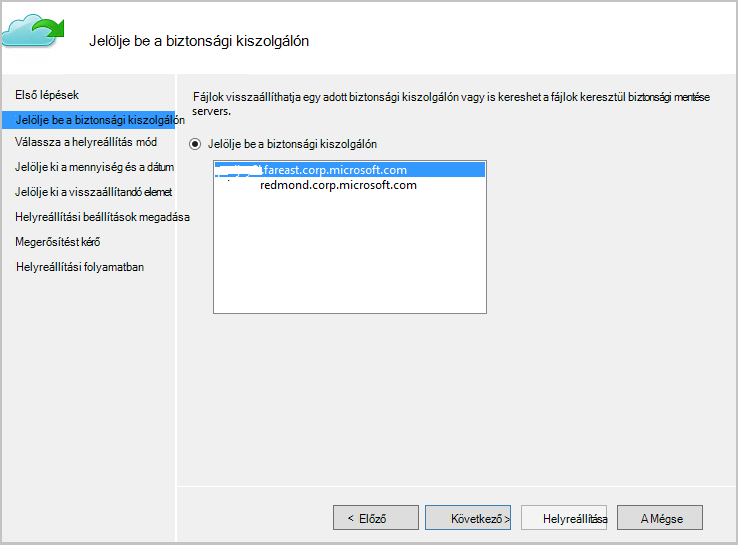 Jelölje be a biztonsági kiszolgálón
Első lépések
Jelölje be a biztonsági kiszolgálón
Válassza a helyreállítás mód
Jelölje ki a mennyiség és a dátum
Jelölje ki a visszaállítandó elemet
Helyreállítási beállítások megadása
Megerősítést kérő
Helyreállítási folyamatban
Fájlok visszaállíthatja egy adott biztonsági kiszolgálón vagy is kereshet a fájlok keresztül biztonsági mentése
servers.
Jelölje be a biztonsági kiszolgálón
.fareast.corp.microsoft.com
redmond.corp.microsoft.com
< Előző
Következő >
Helyreállítása
A Mégse